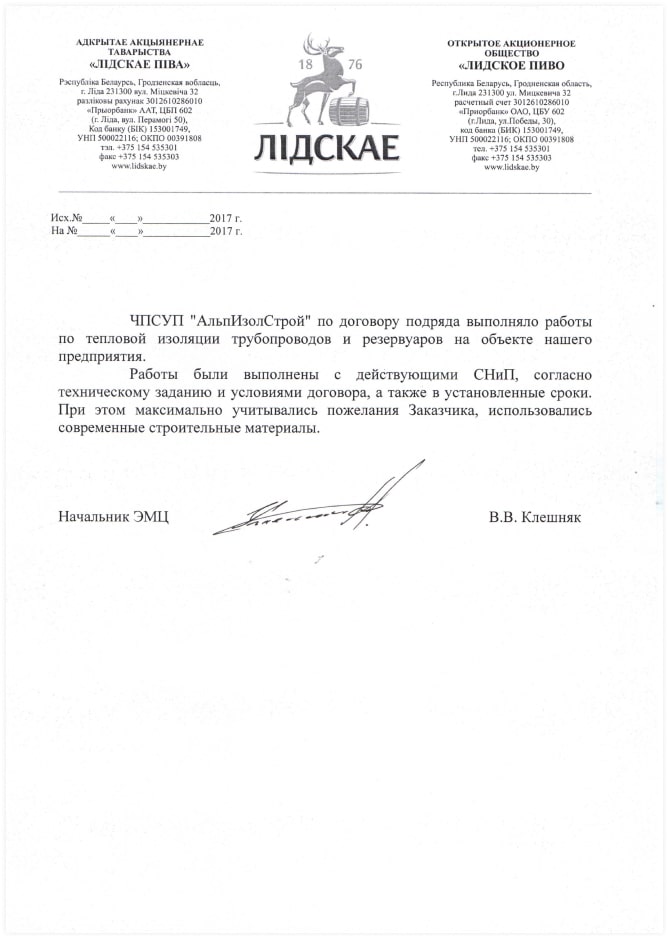 АДКРЫТАЕ АКЦЫЯНЕРНАЕ
ТАВАРЫСТВА
«ЛІДСКАЕ ПІВА»
Рэспубліка Беларусь, Гродзенская вобласць,
г. Ліда 231300 вул. Міцкевіча 32
разліковы рахунак 3012610286010
«Прыорбанк» ААТ, ЦБП 602
(г. Ліда, вул. Перамогі 50),
Код банку (БІК) 153001749,
УНП 500022116; ОКПО 00391808
тэл. +375 154 535301
факс +375 154 535303
www.lidskae.by
18 76
ЛІДСКАЕ
ОТКРЫТОЕ АКЦИОНЕРНОЕ
ОБЩЕСТВО
«ЛИДСКОЕ ПИВО
Республика Беларусь, Гродненская область,
г.Лида 231300 ул. Мицкевича 32
расчетный счет 3012610286010
«Приорбанк» ОАО, ЦБУ 602
(г.Лида, ул.Победы, 30),
код банка (БИК) 153001749,
УНП 500022116; ОКПО 00391808
тел. +375 154 535301
факс +375 154 535303
www.lidskae.by
Исх.№_____«____»____________2017 г.
На №______«____»____________2017 г.
ЧПСУП "АльпИзолСтрой" по договору подряда выполняло работы
по тепловой изоляции трубопроводов и резервуаров на объекте нашего
предприятия.
Работы были выполнены с действующими СНиП, согласно
техническому заданию и условиями договора, а также в установленные сроки.
При этом максимально учитывались пожелания Заказчика, использовались
современные строительные материалы.
Начальник ЭМЦ В.В. Клешняк